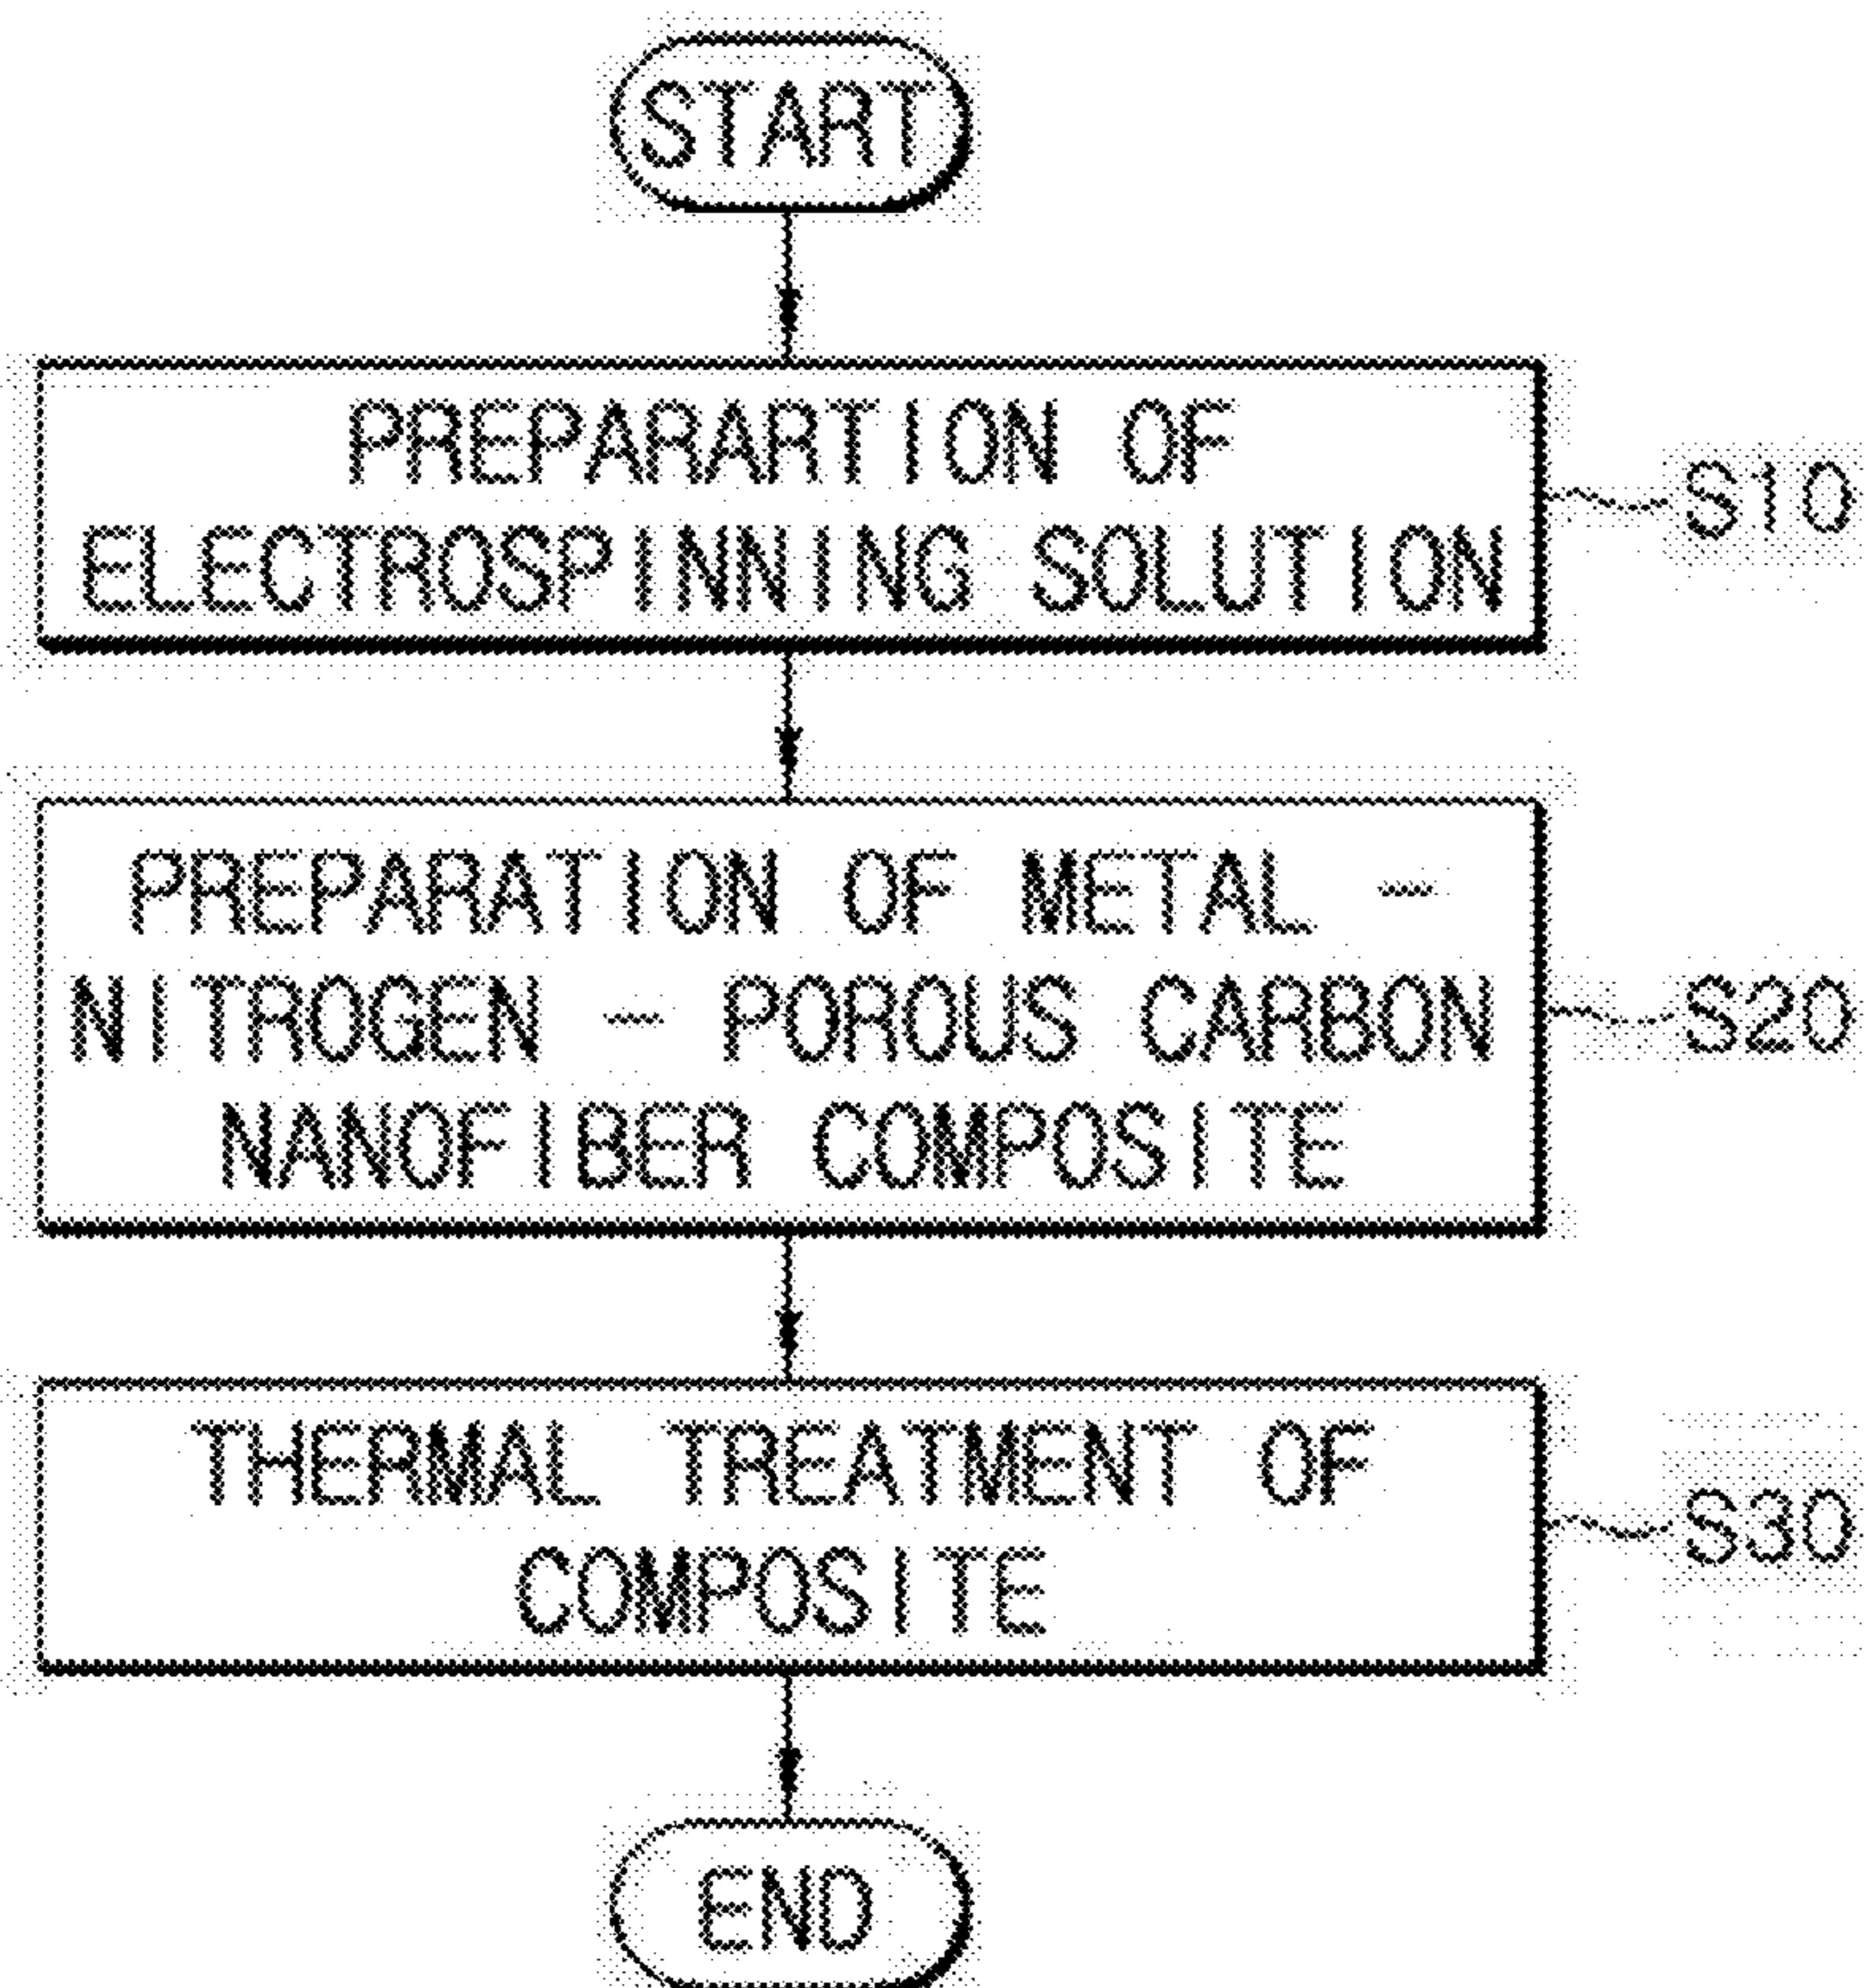 START
PREPARARTION OF
ELECTROSPINNING SOLUTION
S10
PREPARATION OF METAL -
NITROGEN - POROUS CARBON
NANOFIBER COMPOSITE
S20
THERMAL TREATMENT OF
COMPOSITE
S30
END